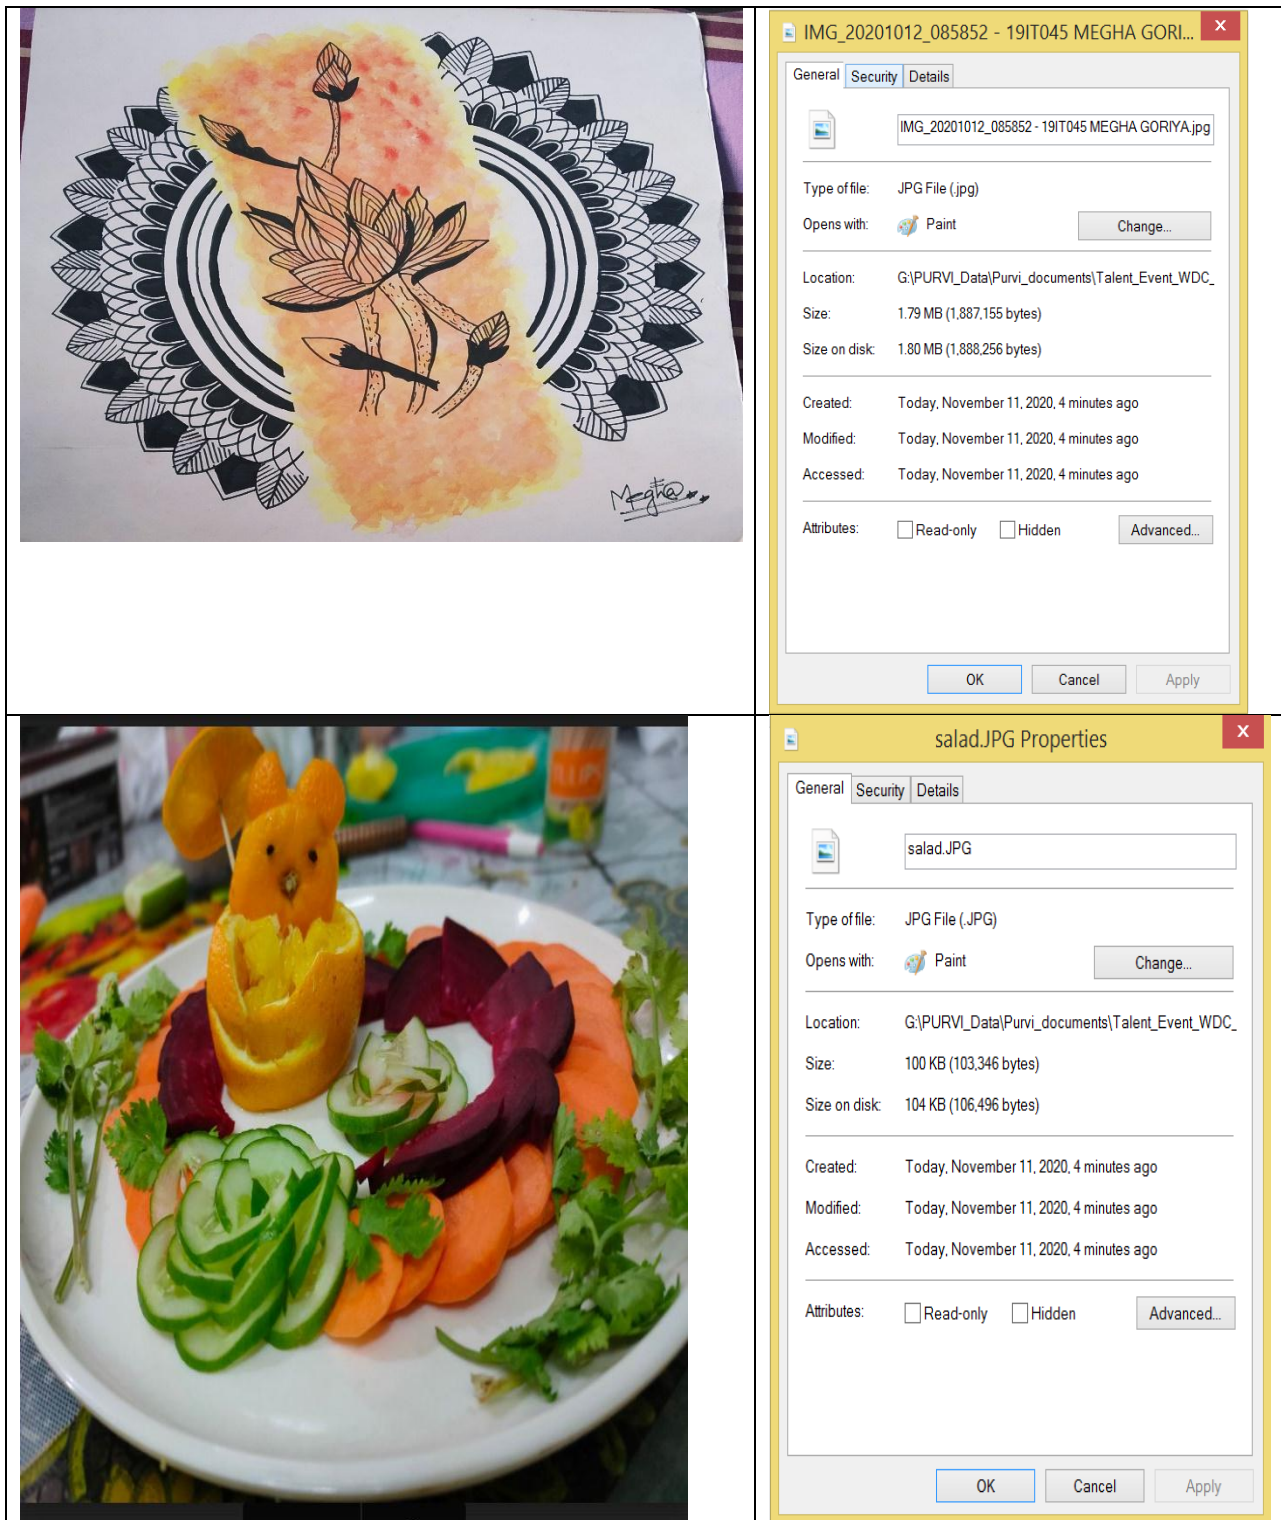 Megha
IMG_20201012_085852 - 19IT045 MEGHA GORI...
General Security Details
IMG_20201012_085852 - 19IT045 MEGHA GORIYA.jpg
Type of file: JPG File (.jpg)
Opens with: Paint Change...
Location: G:\PURVI_Data\Purvi_documents\Talent_Event_WDC_
Size: 1.79 MB (1,887,155 bytes)
Size on disk: 1.80 MB (1,888,256 bytes)
Created: Today, November 11, 2020, 4 minutes ago
Modified: Today, November 11, 2020, 4 minutes ago
Accessed: Today, November 11, 2020, 4 minutes ago
Attributes: Read-only Hidden Advanced...
OK Cancel Apply
salad.JPG Properties
General Security Details
salad.JPG
Type of file: JPG File (.JPG)
Opens with: Paint Change...
Location: G:\PURVI_Data\Purvi_documents\Talent_Event_WDC_
Size: 100 KB (103,346 bytes)
Size on disk: 104 KB (106,496 bytes)
Created: Today, November 11, 2020, 4 minutes ago
Modified: Today, November 11, 2020, 4 minutes ago
Accessed: Today, November 11, 2020, 4 minutes ago
Attributes: Read-only Hidden Advanced...
OK Cancel Apply